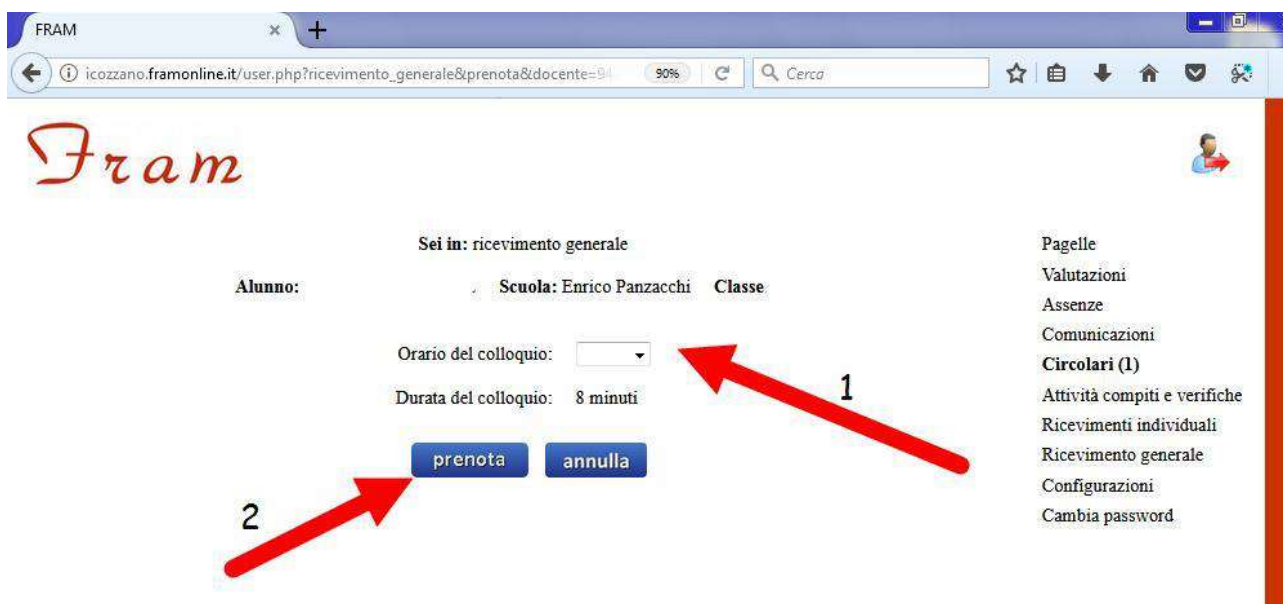 FRAM
icozzano.framonline.it/user.php?ricevimento_generale&prenota&docente=94
90%
Cerca
Fram
Sei in: ricevimento generale
Alunno: Scuola: Enrico Panzacchi Classe
Orario del colloquio:
1
Durata del colloquio: 8 minuti
prenota annulla
2
Pagelle
Valutazioni
Assenze
Comunicazioni
Circolari (1)
Attività compiti e verifiche
Ricevimenti individuali
Ricevimento generale
Configurazioni
Cambia password